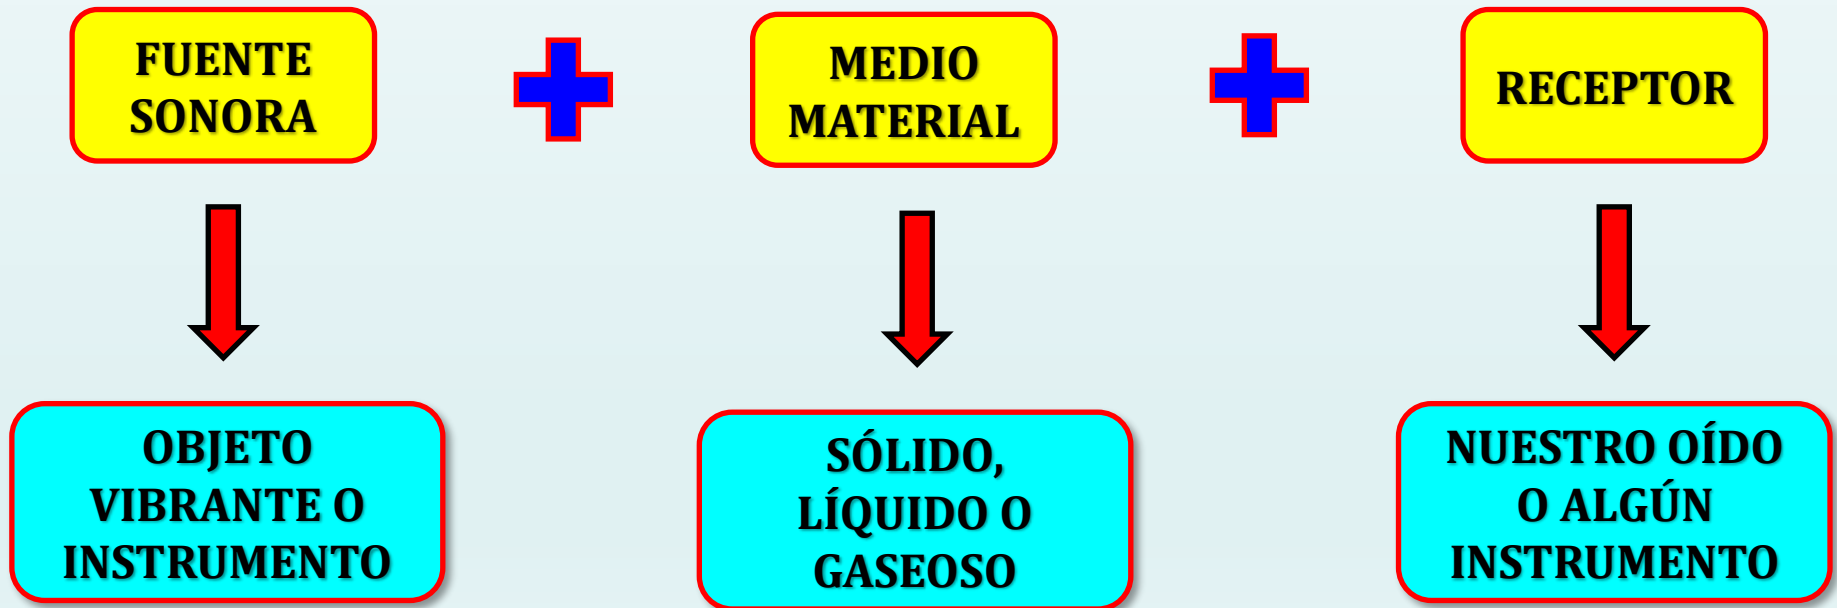 FUENTE
SONORA
MEDIO
MATERIAL
RECEPTOR
OBJETO
VIBRANTE O
INSTRUMENTO
SÓLIDO,
LÍQUIDO O
GASEOSO
NUESTRO OÍDO
O ALGÚN
INSTRUMENTO